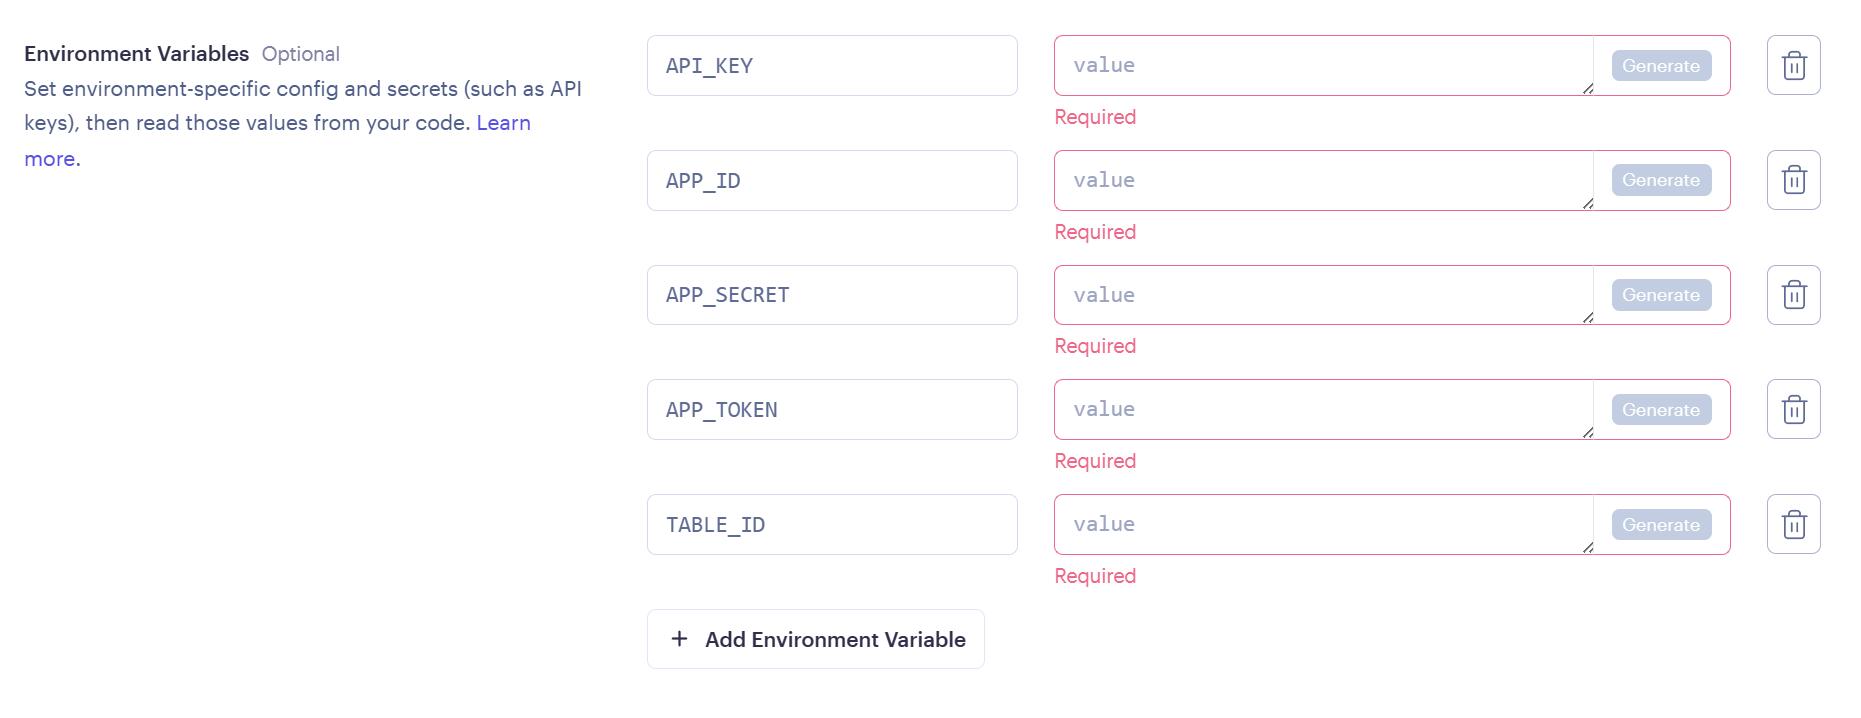 Environment Variables Optional
Set environment-specific config and secrets (such as API
keys), then read those values from your code. Learn
more.
API_KEY value Generate
Required
APP_ID value Generate
Required
APP_SECRET value Generate
Required
APP_TOKEN value Generate
Required
TABLE_ID value Generate
Required
+ Add Environment Variable